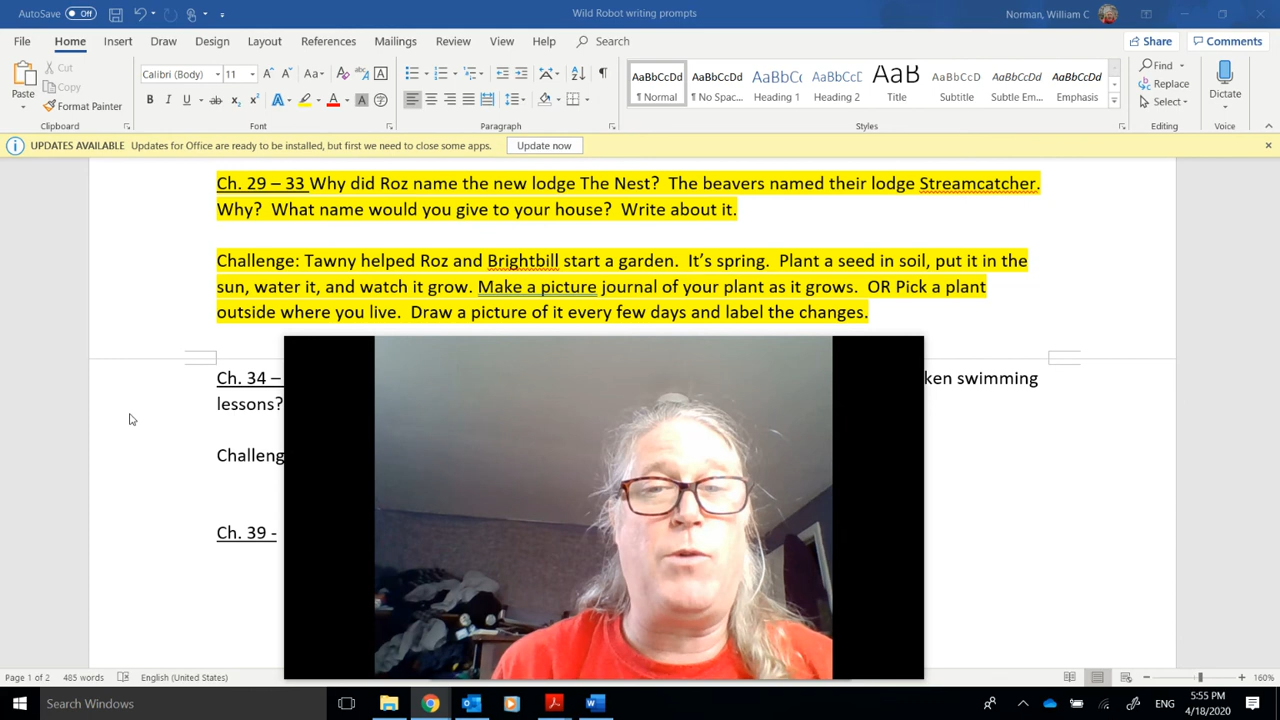 AutoSave Off
Wild Robot writing prompts
Norman, William C
File Home Insert Draw Design Layout References Mailings Review View Help Search Share Comments
Paste
Cut
Copy
Format Painter
Clipboard
Calibri (Body) 11 Aa
B I U ab x₂ x² A A A
Font
Paragraph
AaBbCcDd ¶ Normal
AaBbCcDd ¶ No Spac...
AaBbCc Heading 1
AaBbCcD Heading 2
AaB Title
AaBbCcD Subtitle
AaBbCcDd Subtle Em...
AaBbCcDd Emphasis
Styles
Find
Replace
Select
Editing
Dictate
Voice
UPDATES AVAILABLE Updates for Office are ready to be installed, but first we need to close some apps. Update now
Ch. 29 – 33 Why did Roz name the new lodge The Nest? The beavers named their lodge Streamcatcher.
Why? What name would you give to your house? Write about it.
Challenge: Tawny helped Roz and Brightbill start a garden. It’s spring. Plant a seed in soil, put it in the
sun, water it, and watch it grow. Make a picture journal of your plant as it grows. OR Pick a plant
outside where you live. Draw a picture of it every few days and label the changes.
Ch. 34 – ken swimming
lessons?
Challeng
Ch. 39 -
Page 1 of 2 485 words English (United States) 160%
Search Windows
ENG
5:55 PM
4/18/2020